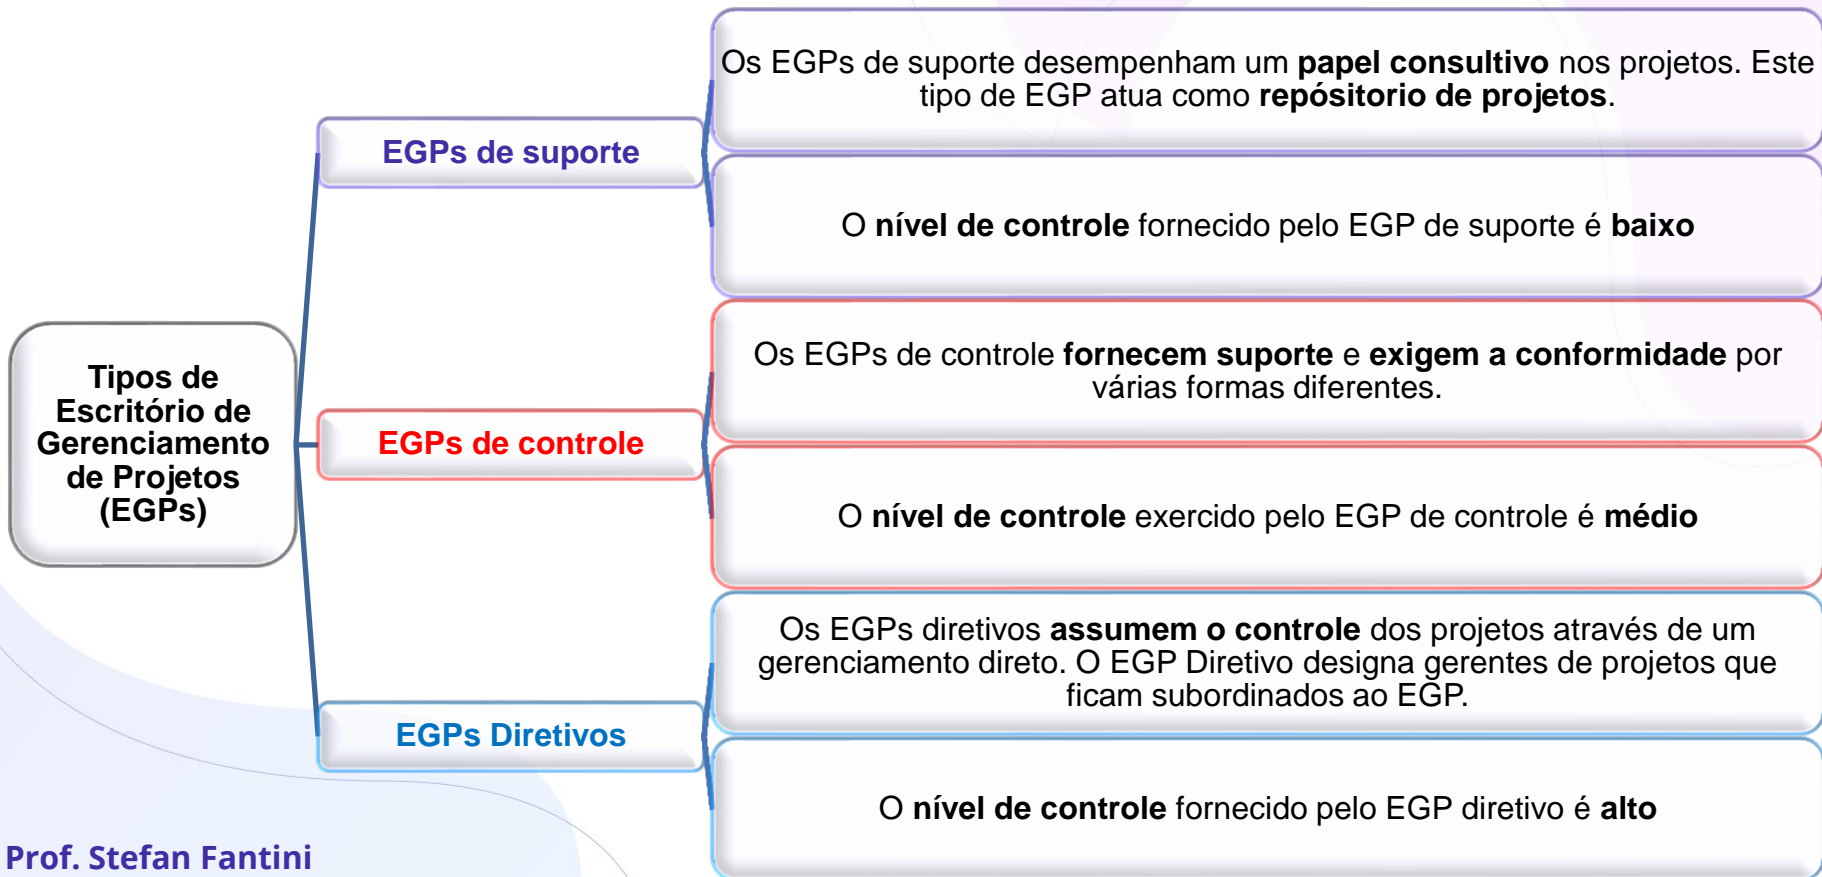 Os EGPs de suporte desempenham um papel consultivo nos projetos. Este
tipo de EGP atua como repósitorio de projetos.
EGPs de suporte
O nível de controle fornecido pelo EGP de suporte é baixo
Os EGPs de controle fornecem suporte e exigem a conformidade por
várias formas diferentes.
Tipos de
Escritório de
Gerenciamento
de Projetos
(EGPs)
EGPs de controle
O nível de controle exercido pelo EGP de controle é médio
Os EGPs diretivos assumem o controle dos projetos através de um
gerenciamento direto. O EGP Diretivo designa gerentes de projetos que
ficam subordinados ao EGP.
EGPs Diretivos
O nível de controle fornecido pelo EGP diretivo é alto
Prof. Stefan Fantini